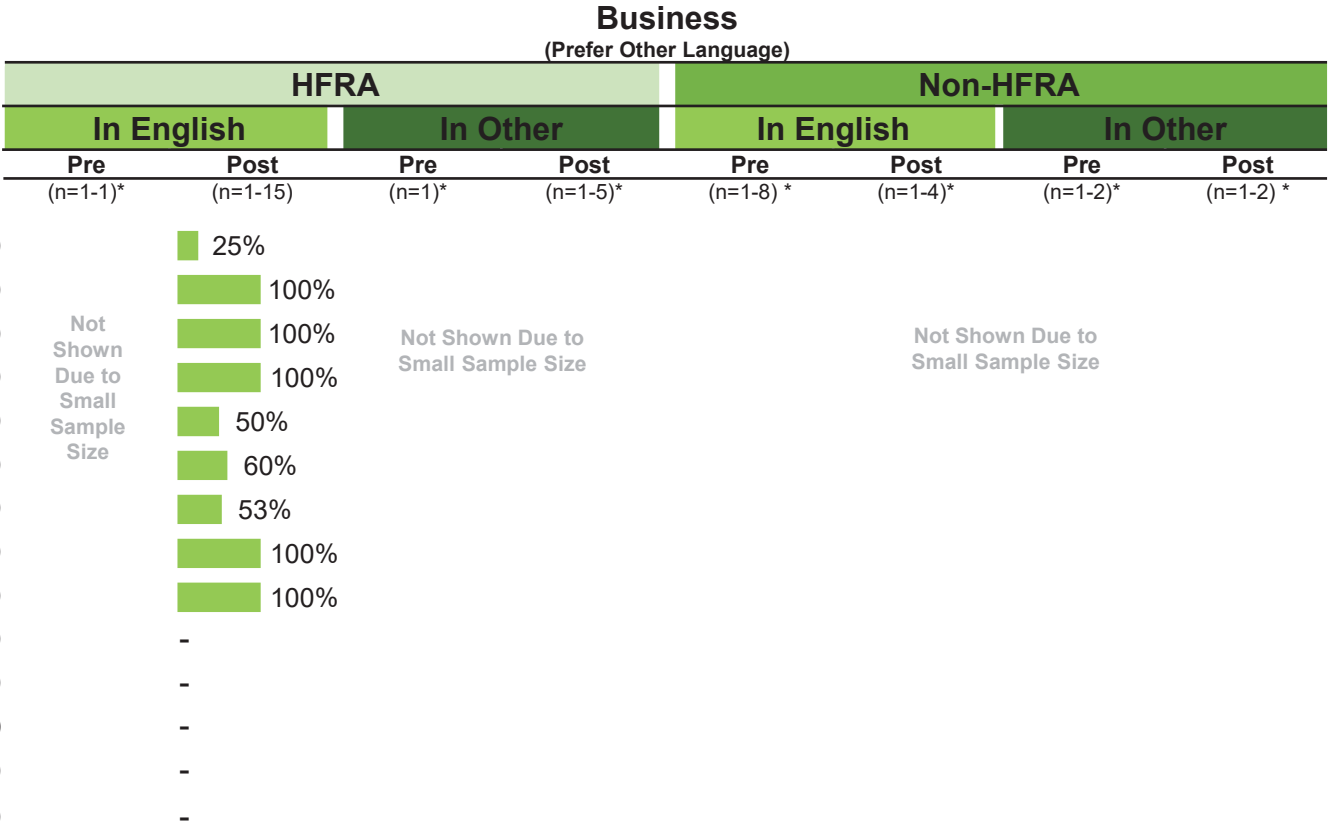 Business
(Prefer Other Language)
HFRA Non-HFRA
In English In Other In English In Other
Pre Post Pre Post Pre Post Pre Post
(n=1-1)* (n=1-15) (n=1)* (n=1-5)* (n=1-8) * (n=1-4)* (n=1-2)* (n=1-2) *
25%
100%
100%
100%
50%
60%
53%
100%
100%
-
-
-
-
-
Not
Shown
Due to
Small
Sample
Size
Not Shown Due to
Small Sample Size
Not Shown Due to
Small Sample Size